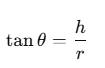 tan θ = h/r